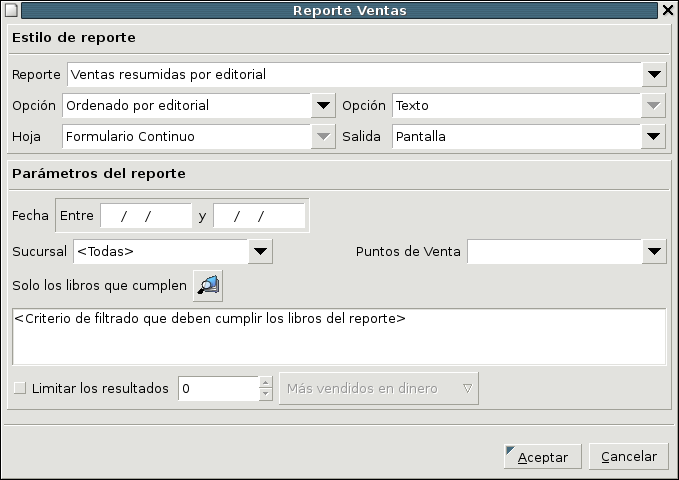 Reporte Ventas
Estilo de reporte
Reporte Ventas resumidas por editorial
Opción Ordenado por editorial Opción Texto
Hoja Formulario Continuo Salida Pantalla
Parámetros del reporte
Fecha Entre / / y / /
Sucursal <Todas> Puntos de Venta
Solo los libros que cumplen
<Criterio de filtrado que deben cumplir los libros del reporte>
Limitar los resultados 0 Más vendidos en dinero
Aceptar Cancelar